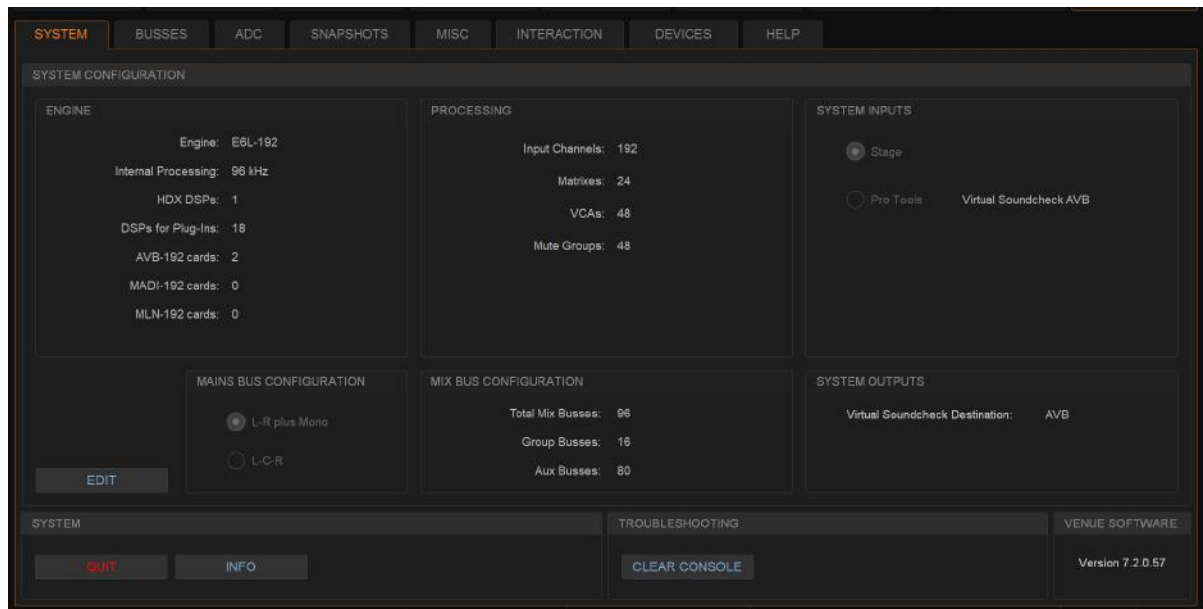 SYSTEM BUSSES ADC SNAPSHOTS MISC INTERACTION DEVICES HELP
SYSTEM CONFIGURATION
ENGINE
Engine: E6L-192
Internal Processing: 96 kHz
HDX DSPs: 1
DSPs for Plug-Ins: 18
AVB-192 cards: 2
MADI-192 cards: 0
MLN-192 cards: 0
PROCESSING
Input Channels: 192
Matrixes: 24
VCAs: 48
Mute Groups: 48
SYSTEM INPUTS
Stage
Pro Tools Virtual Soundcheck AVB
EDIT
MAINS BUS CONFIGURATION
L-R plus Mono
L-C-R
MIX BUS CONFIGURATION
Total Mix Busses: 96
Group Busses: 16
Aux Busses: 80
SYSTEM OUTPUTS
Virtual Soundcheck Destination: AVB
SYSTEM
QUIT INFO
TROUBLESHOOTING
CLEAR CONSOLE
VENUE SOFTWARE
Version 7.2.0.57